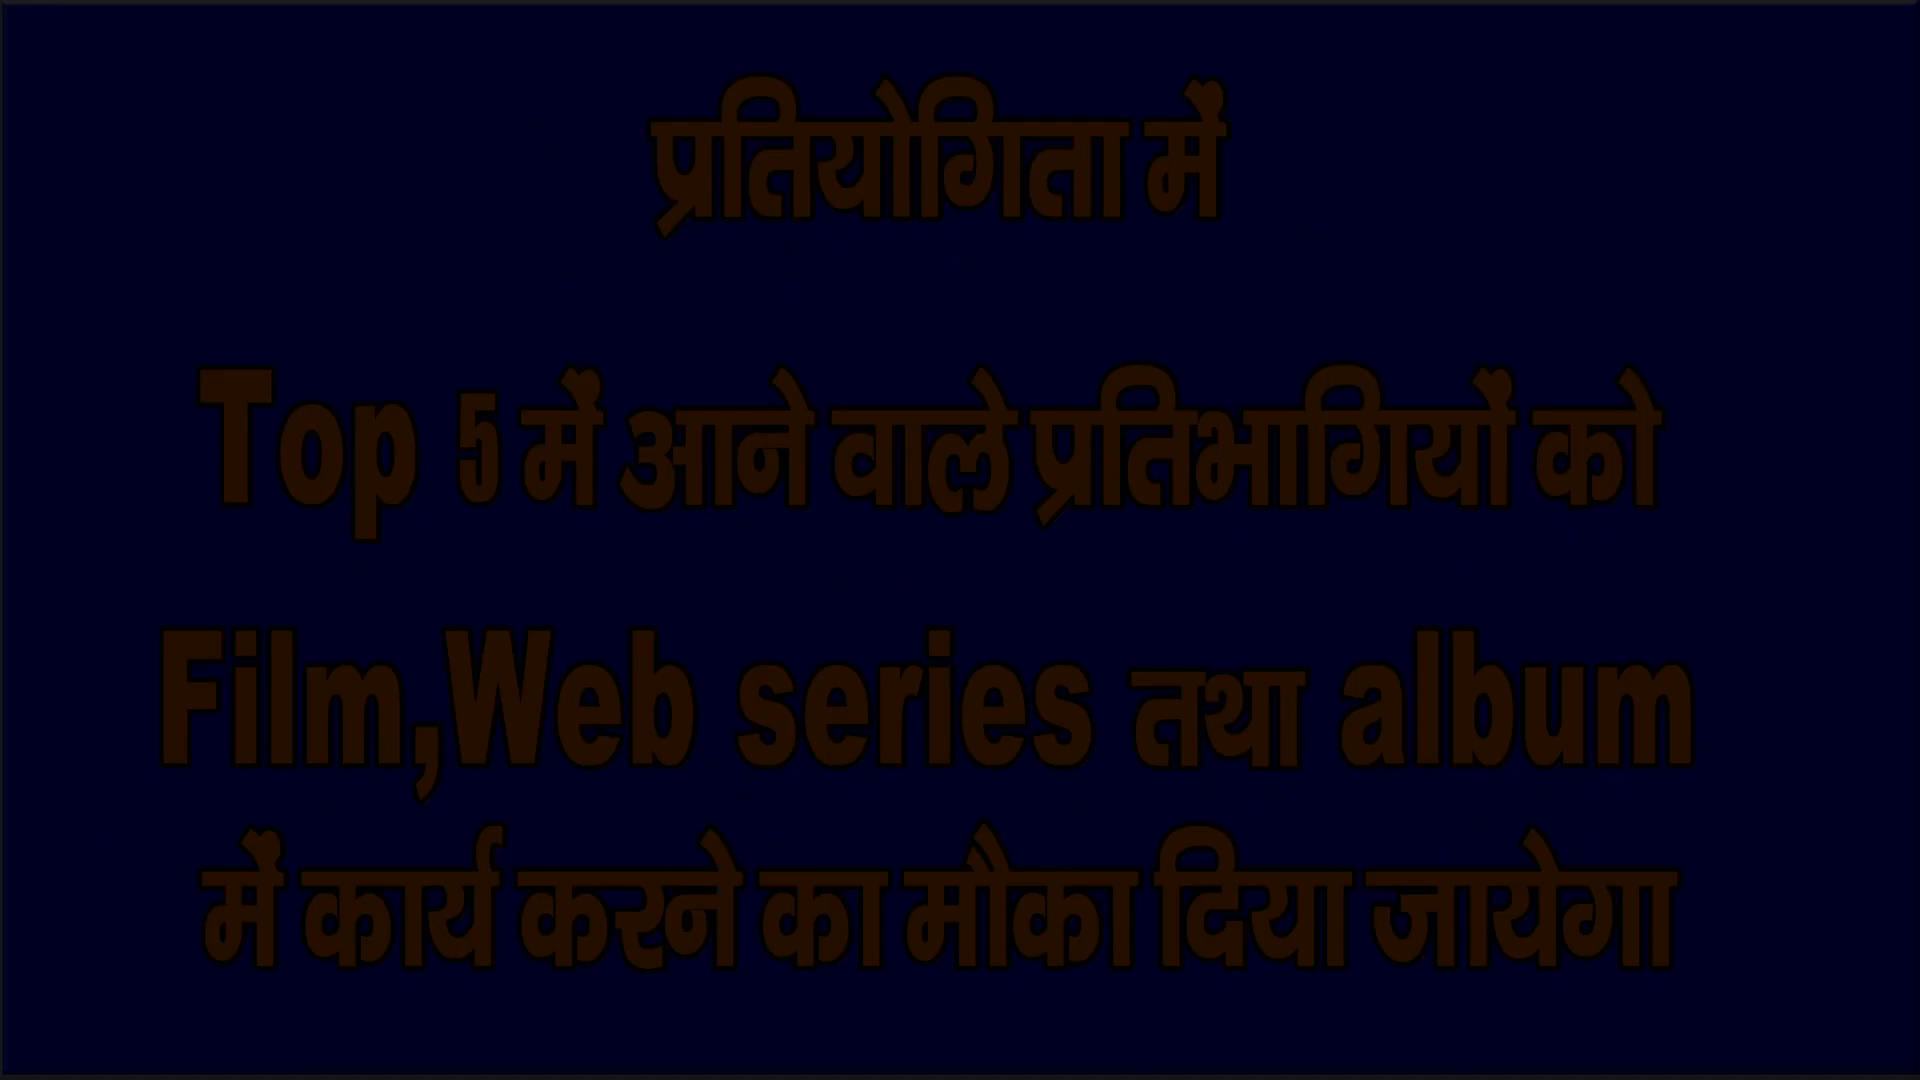 प्रतियोगिता में
Top 5 में आने वाले प्रतिभागियों को
Film,Web series तथा album
में कार्य करने का मौका दिया जायेगा